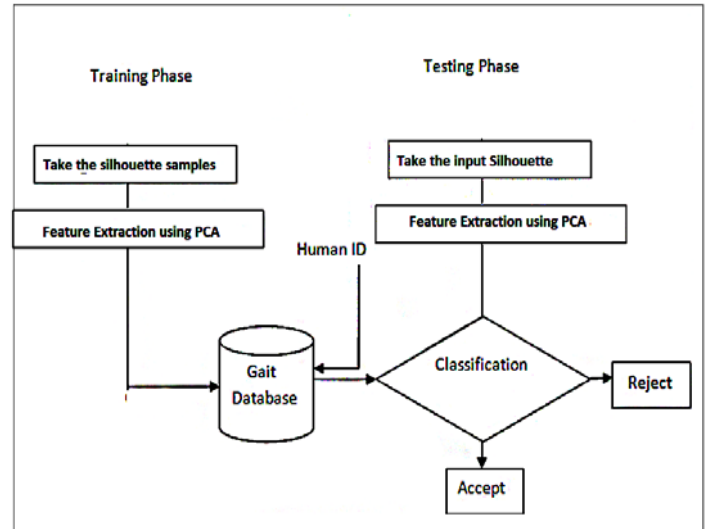 Training Phase
Testing Phase
Take the silhouette samples
Take the input Silhouette
Feature Extraction using PCA
Feature Extraction using PCA
Human ID
Gait
Database
Classification
Reject
Accept